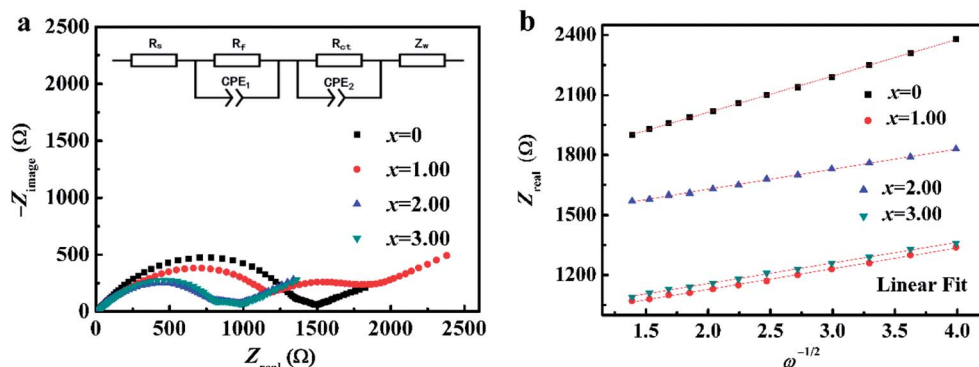 a
2500
2000
1500
1000
500
0
−Z_image (Ω)
R_s
R_f
R_ct
Z_w
CPE_1
CPE_2
x=0
x=1.00
x=2.00
x=3.00
0
500
1000
1500
2000
2500
Z_real (Ω)
b
2400
2100
1800
1500
1200
Z_real (Ω)
x=0
x=1.00
x=2.00
x=3.00
Linear Fit
1.5
2.0
2.5
3.0
3.5
4.0
ω^−1/2